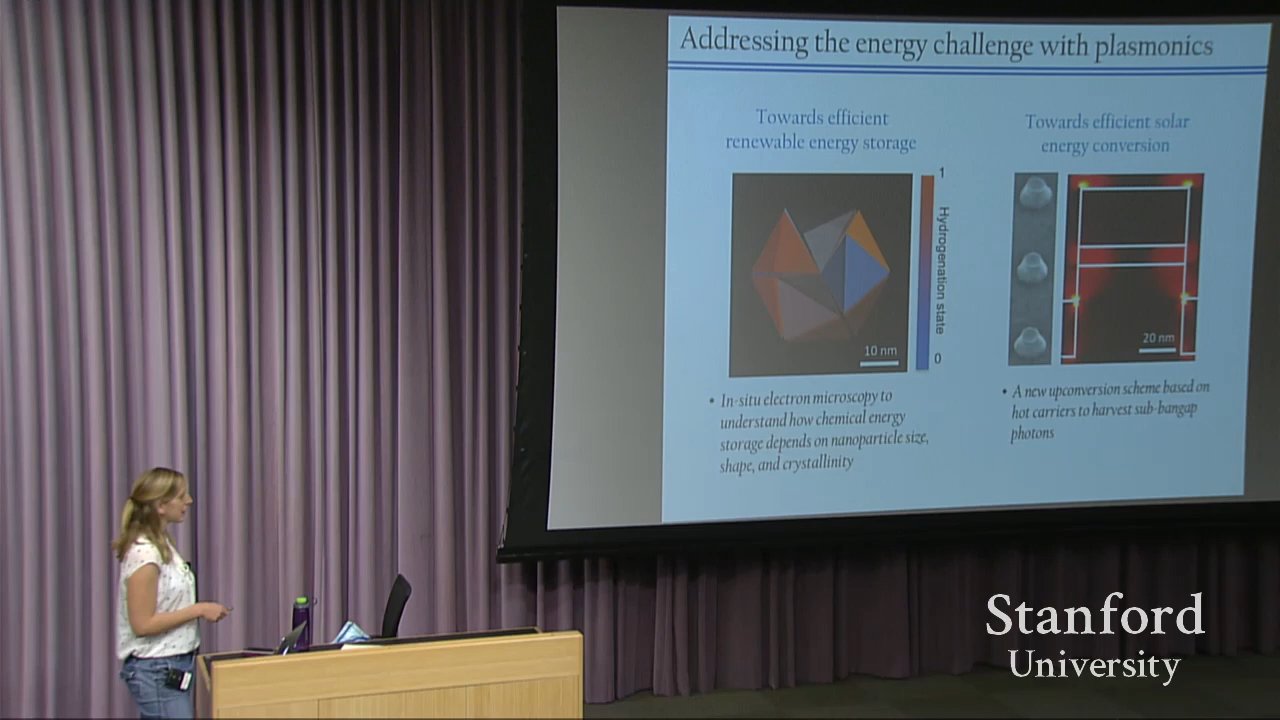 Addressing the energy challenge with plasmonics
Towards efficient
renewable energy storage
1
Hydrogenation state
0
10 nm
• In-situ electron microscopy to
understand how chemical energy
storage depends on nanoparticle size,
shape, and crystallinity
Towards efficient solar
energy conversion
20 nm
• A new upconversion scheme based on
hot carriers to harvest sub-bangap
photons
Stanford
University